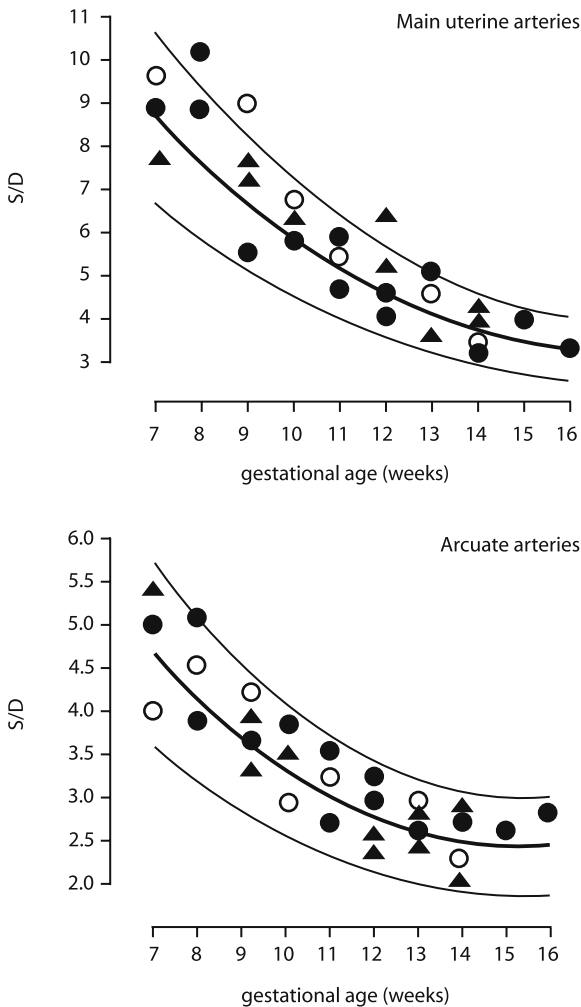 Main uterine arteries
11
10
9
8
7
6
5
4
3
S/D
7 8 9 10 11 12 13 14 15 16
gestational age (weeks)
Arcuate arteries
6.0
5.5
5.0
4.5
4.0
3.5
3.0
2.5
2.0
S/D
7 8 9 10 11 12 13 14 15 16
gestational age (weeks)